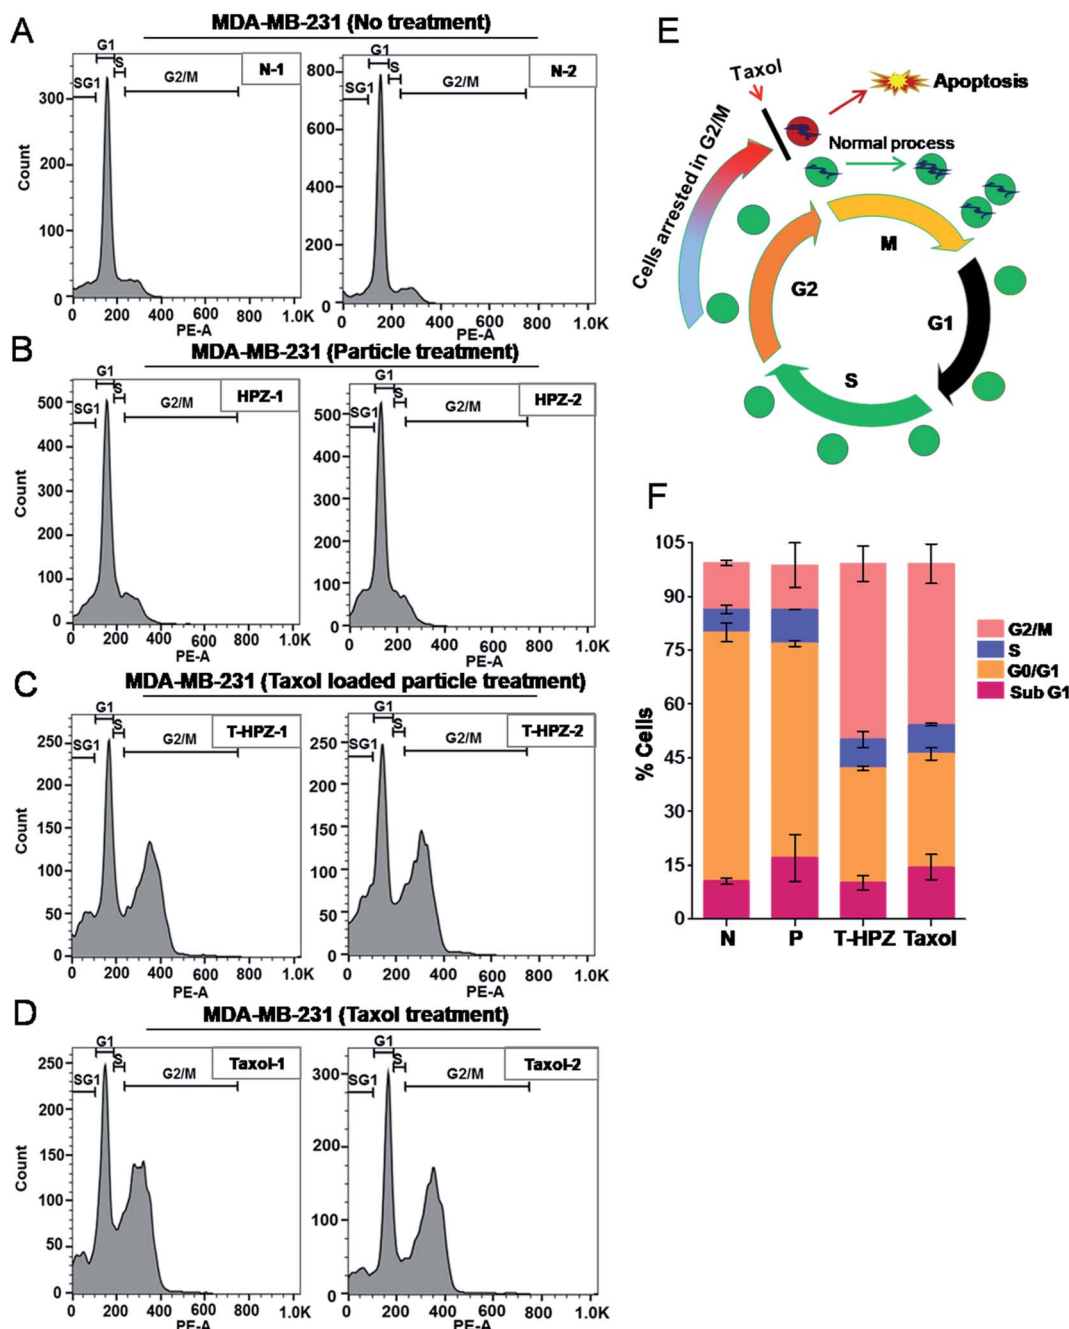 A
MDA-MB-231 (No treatment)
G1
S
SG1
G2/M
N-1
Count
300
200
100
0
0 200 400 600 800 1.0K
PE-A
G1
S
SG1
G2/M
N-2
800
600
400
200
0
0 200 400 600 800 1.0K
PE-A
B
MDA-MB-231 (Particle treatment)
G1
S
SG1
G2/M
HPZ-1
Count
500
400
300
200
100
0
0 200 400 600 800 1.0K
G1
S
SG1
G2/M
HPZ-2
500
400
300
200
100
0
0 200 400 600 800 1.0K
C
MDA-MB-231 (Taxol loaded particle treatment)
G1
S
SG1
G2/M
T-HPZ-1
Count
250
200
150
100
50
0
0 200 400 600 800 1.0K
PE-A
G1
S
SG1
G2/M
T-HPZ-2
250
200
150
100
50
0
0 200 400 600 800 1.0K
PE-A
D
MDA-MB-231 (Taxol treatment)
G1
S
SG1
G2/M
Taxol-1
Count
250
200
150
100
50
0
0 200 400 600 800 1.0K
PE-A
G1
S
SG1
G2/M
Taxol-2
300
200
100
0
0 200 400 600 800 1.0K
PE-A
E
Taxol
Apoptosis
Normal process
Cells arrested in G2/M
M
G2
G1
S
F
% Cells
105
90
75
60
45
30
15
0
N P T-HPZ Taxol
G2/M
S
G0/G1
Sub G1